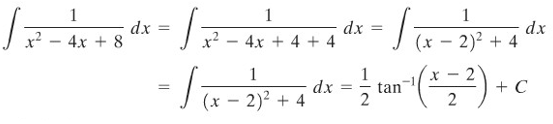 ∫ 1/(x² − 4x + 8) dx = ∫ 1/(x² − 4x + 4 + 4) dx = ∫ 1/((x − 2)² + 4) dx
= ∫ 1/((x − 2)² + 4) dx = 1/2 tan⁻¹((x − 2)/2) + C